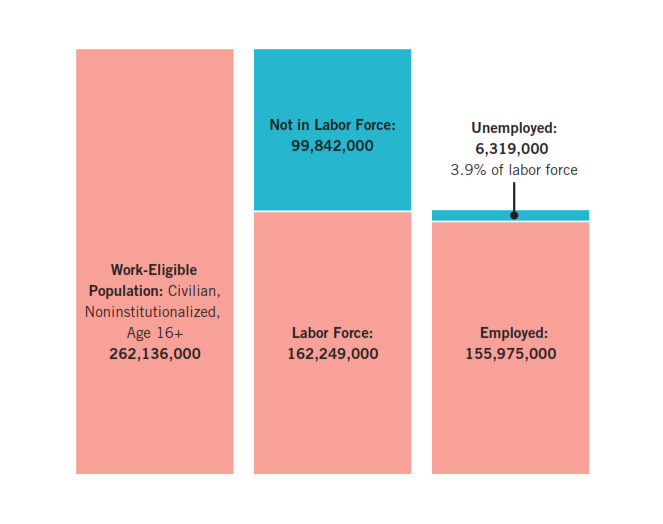 Work-Eligible
Population: Civilian,
Noninstitutionalized,
Age 16+
262,136,000
Not in Labor Force:
99,842,000
Labor Force:
162,249,000
Unemployed:
6,319,000
3.9% of labor force
Employed:
155,975,000